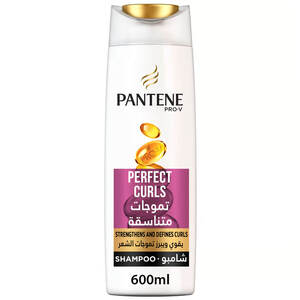 PANTENE
PRO-V
PERFECT
CURLS
تموجات
متناسقة
STRENGTHENS AND DEFINES CURLS
يقوي ويبرز تموجات الشعر
SHAMPOO • شامبو
600ml